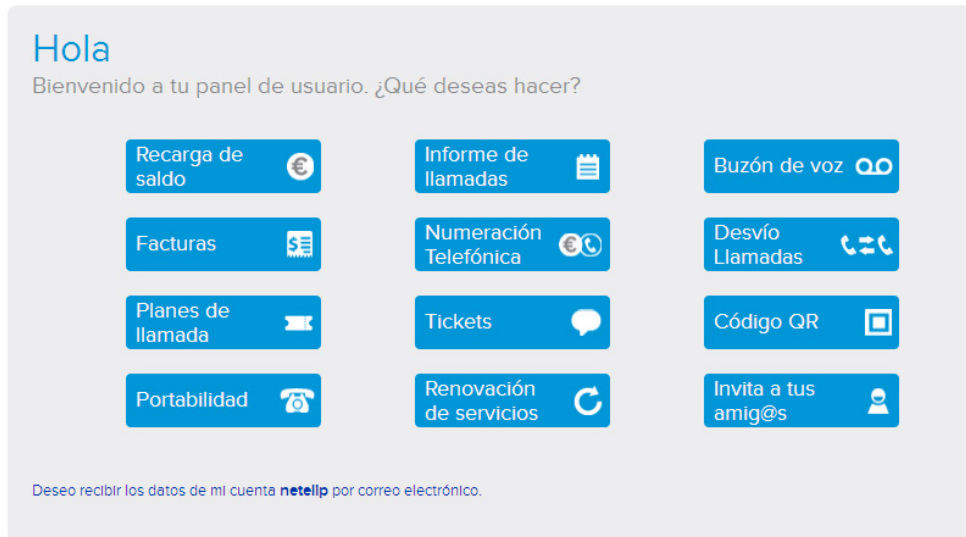 Hola
Bienvenido a tu panel de usuario. ¿Qué deseas hacer?
Recarga de
saldo
Informe de
llamadas
Buzón de voz
Facturas
Numeración
Telefónica
Desvío
Llamadas
Planes de
llamada
Tickets
Código QR
Portabilidad
Renovación
de servicios
Invita a tus
amig@s
Deseo recibir los datos de mi cuenta netelip por correo electrónico.